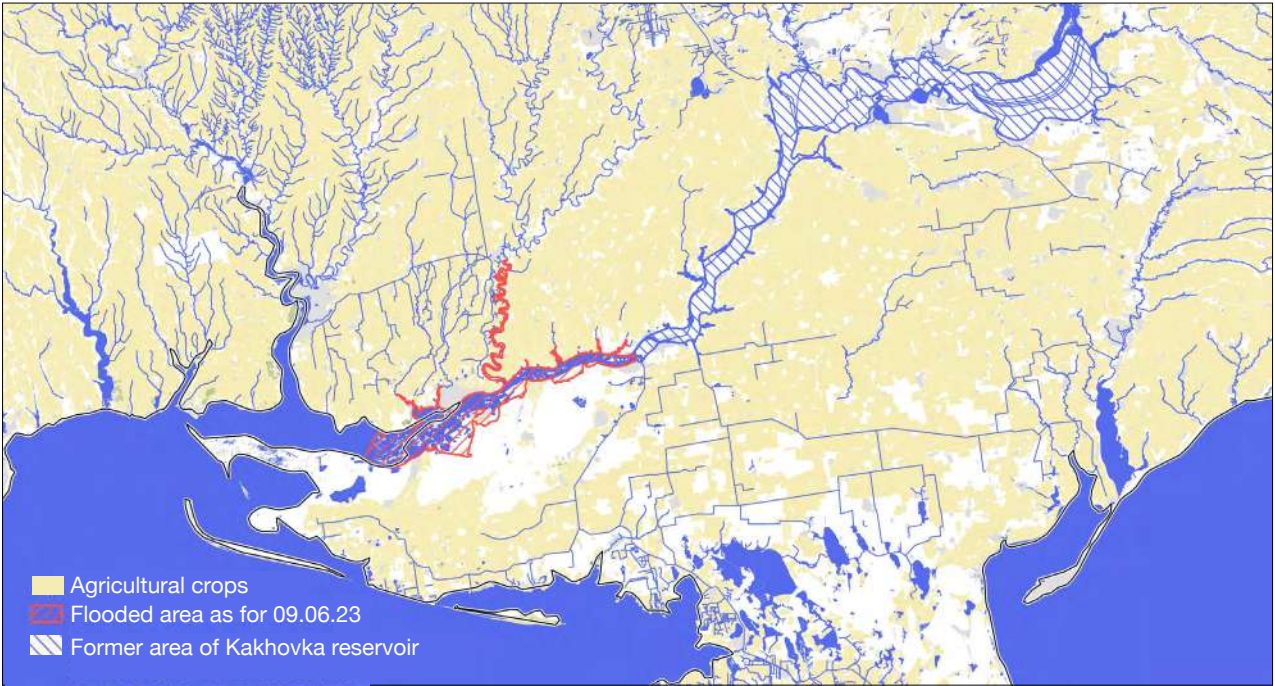 Agricultural crops
Flooded area as for 09.06.23
Former area of Kakhovka reservoir